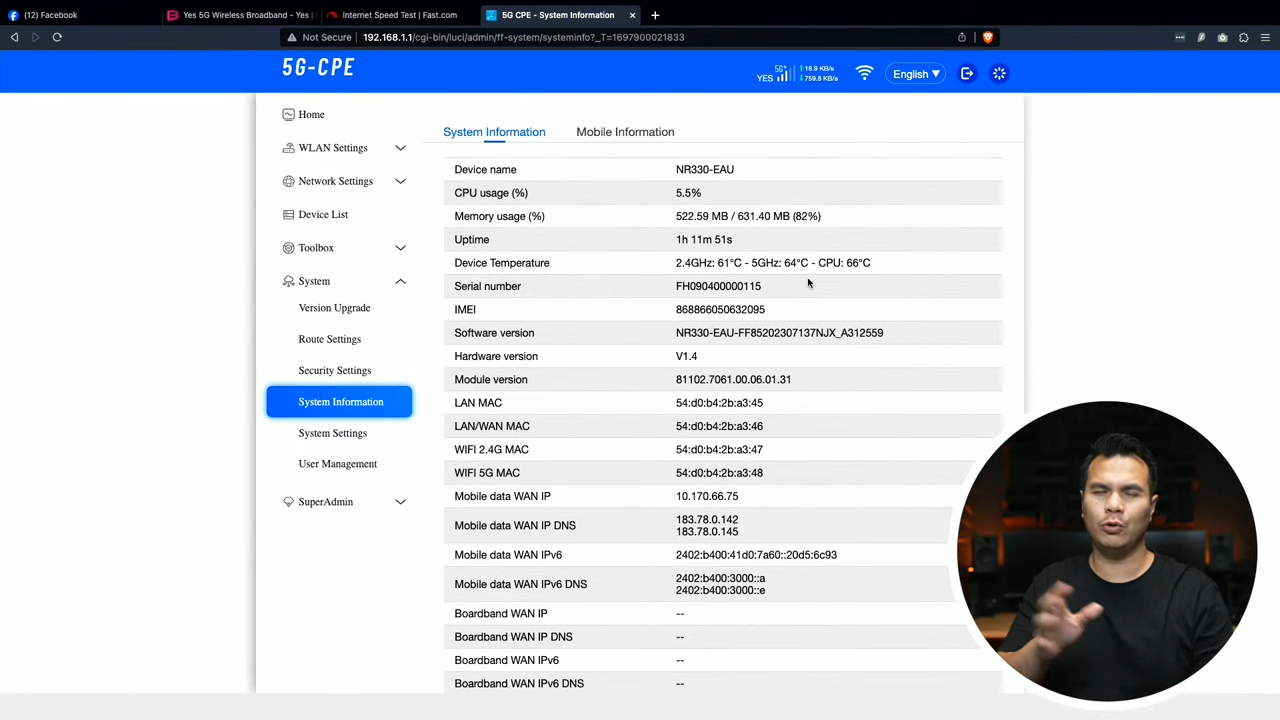 (12) Facebook
Yes 5G Wireless Broadband - Yes
Internet Speed Test | Fast.com
5G CPE - System Information
Not Secure | 192.168.1.1/cgi-bin/luci/admin/ff-system/systeminfo?_T=1697900021833
5G-CPE
YES 5G+ ↑18.9 KB/s
↓759.8 KB/s
English ▼
Home
WLAN Settings
Network Settings
Device List
Toolbox
System
Version Upgrade
Route Settings
Security Settings
System Information
System Settings
User Management
SuperAdmin
System Information Mobile Information
Device name NR330-EAU
CPU usage (%) 5.5%
Memory usage (%) 522.59 MB / 631.40 MB (82%)
Uptime 1h 11m 51s
Device Temperature 2.4GHz: 61°C - 5GHz: 64°C - CPU: 66°C
Serial number FH090400000115
IMEI 868866050632095
Software version NR330-EAU-FF85202307137NJX_A312559
Hardware version V1.4
Module version 81102.7061.00.06.01.31
LAN MAC 54:d0:b4:2b:a3:45
LAN/WAN MAC 54:d0:b4:2b:a3:46
WIFI 2.4G MAC 54:d0:b4:2b:a3:47
WIFI 5G MAC 54:d0:b4:2b:a3:48
Mobile data WAN IP 10.170.66.75
Mobile data WAN IP DNS 183.78.0.142
183.78.0.145
Mobile data WAN IPv6 2402:b400:41d0:7a60::20d5:6c93
Mobile data WAN IPv6 DNS 2402:b400:3000::a
2402:b400:3000::e
Boardband WAN IP --
Boardband WAN IP DNS --
Boardband WAN IPv6 --
Boardband WAN IPv6 DNS --